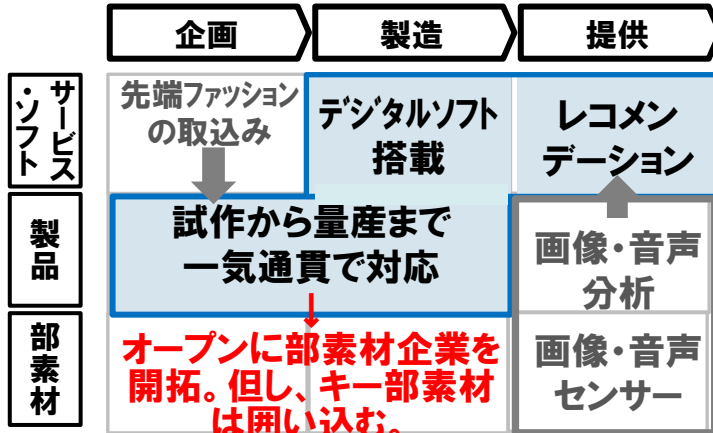 企画
製造
提供
サービス
・ソフト
先端ファッション
の取込み
デジタルソフト
搭載
レコメン
デーション
製品
試作から量産まで
一気通貫で対応
画像・音声
分析
部素材
オープンに部素材企業を
開拓。但し、キー部素材
は囲い込む。
画像・音声
センサー